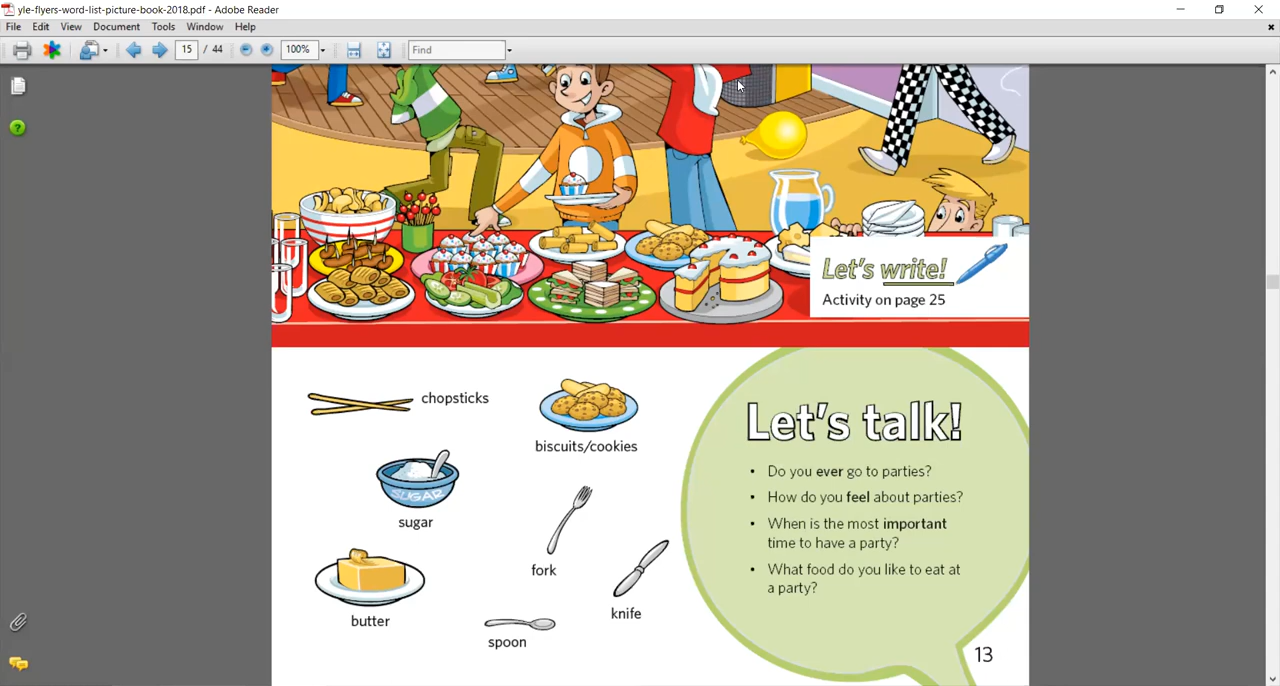 yle-flyers-word-list-picture-book-2018.pdf - Adobe Reader
File Edit View Document Tools Window Help
15 / 44 100% Find
Let's write!
Activity on page 25
chopsticks
biscuits/cookies
SUGAR
sugar
fork
knife
butter
spoon
Let's talk!
• Do you ever go to parties?
• How do you feel about parties?
• When is the most important
time to have a party?
• What food do you like to eat at
a party?
13